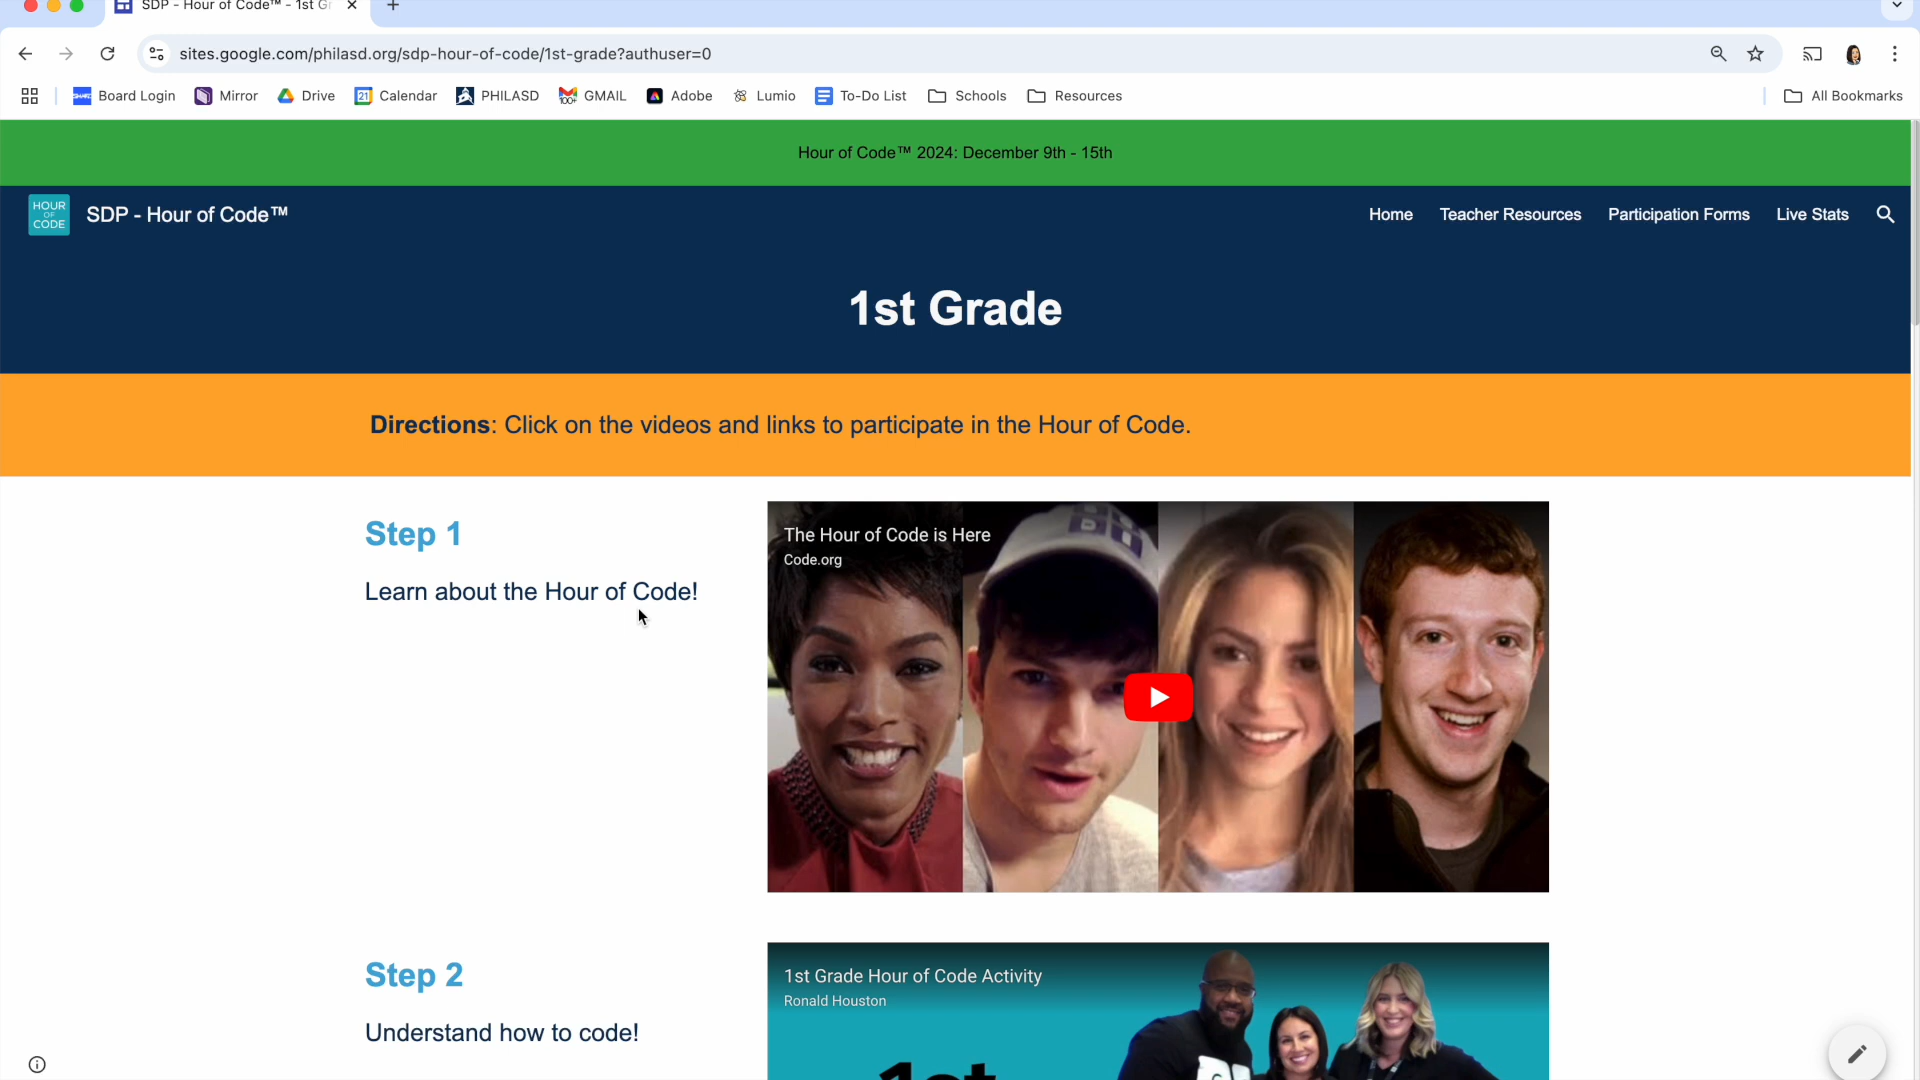 SDP - Hour of Code™ - 1st Gr
sites.google.com/philasd.org/sdp-hour-of-code/1st-grade?authuser=0
Board Login
Mirror
Drive
21
Calendar
PHILASD
100+
GMAIL
Adobe
Lumio
To-Do List
Schools
Resources
All Bookmarks
Hour of Code™ 2024: December 9th - 15th
HOUR
OF
CODE
SDP - Hour of Code™
Home
Teacher Resources
Participation Forms
Live Stats
1st Grade
Directions: Click on the videos and links to participate in the Hour of Code.
Step 1
Learn about the Hour of Code!
The Hour of Code is Here
Code.org
Step 2
Understand how to code!
1st Grade Hour of Code Activity
Ronald Houston
1st